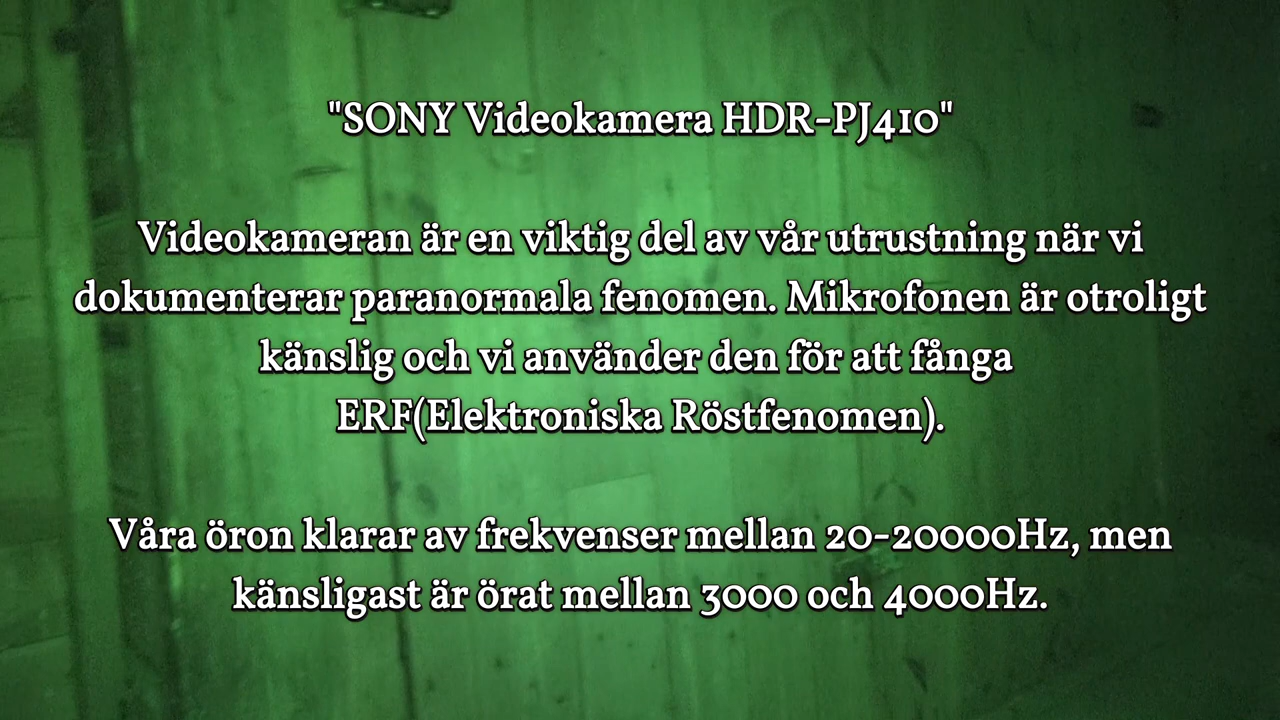 "SONY Videokamera HDR-PJ410"
Videokameran är en viktig del av vår utrustning när vi
dokumenterar paranormala fenomen. Mikrofonen är otroligt
känslig och vi använder den för att fånga
ERF(Elektroniska Röstfenomen).
Våra öron klarar av frekvenser mellan 20-20000Hz, men
känsligast är örat mellan 3000 och 4000Hz.